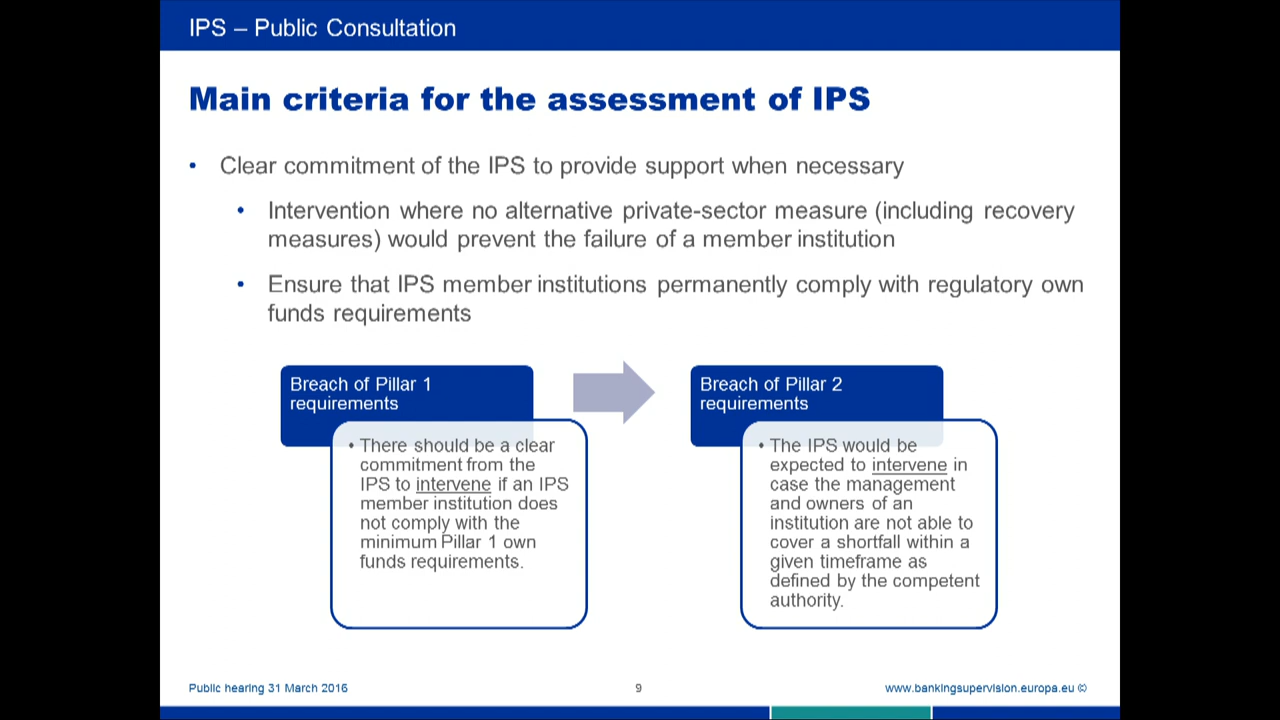 IPS – Public Consultation
Main criteria for the assessment of IPS
• Clear commitment of the IPS to provide support when necessary
• Intervention where no alternative private-sector measure (including recovery
measures) would prevent the failure of a member institution
• Ensure that IPS member institutions permanently comply with regulatory own
funds requirements
Breach of Pillar 1
requirements
• There should be a clear
commitment from the
IPS to intervene if an IPS
member institution does
not comply with the
minimum Pillar 1 own
funds requirements.
Breach of Pillar 2
requirements
• The IPS would be
expected to intervene in
case the management
and owners of an
institution are not able to
cover a shortfall within a
given timeframe as
defined by the competent
authority.
Public hearing 31 March 2016
9
www.bankingsupervision.europa.eu ©